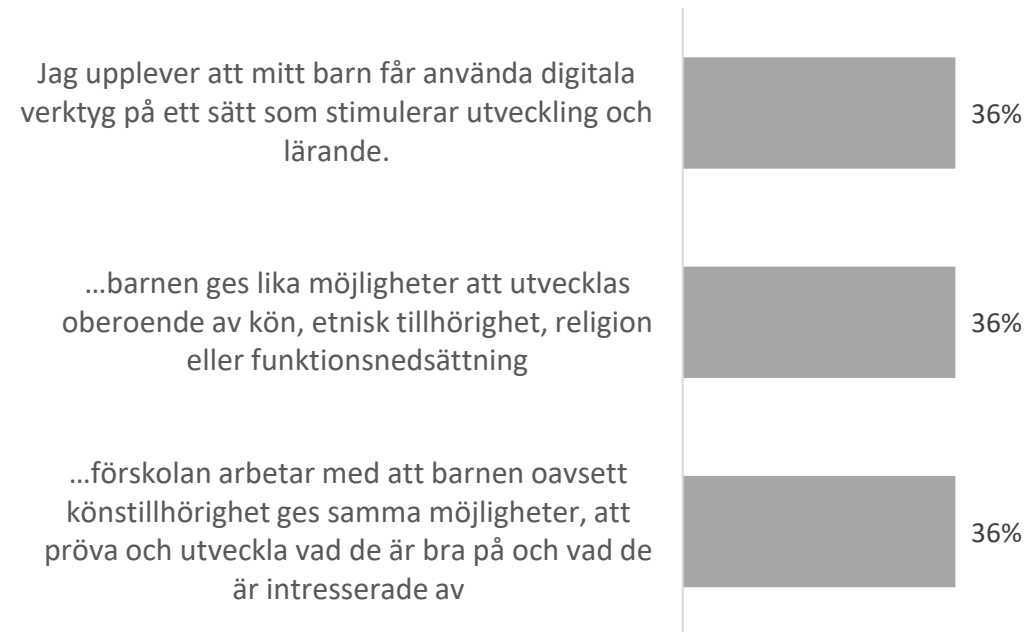 Jag upplever att mitt barn får använda digitala
verktyg på ett sätt som stimulerar utveckling och
lärande.
36%
…barnen ges lika möjligheter att utvecklas
oberoende av kön, etnisk tillhörighet, religion
eller funktionsnedsättning
36%
…förskolan arbetar med att barnen oavsett
könstillhörighet ges samma möjligheter, att
pröva och utveckla vad de är bra på och vad de
är intresserade av
36%